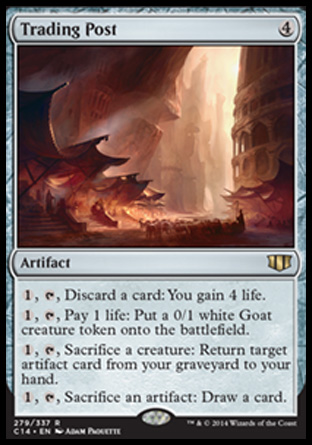 Trading Post 4
Artifact
1, Discard a card: You gain 4 life.
1, Pay 1 life: Put a 0/1 white Goat
creature token onto the battlefield.
1, Sacrifice a creature: Return target
artifact card from your graveyard to your
hand.
1, Sacrifice an artifact: Draw a card.
279/337 R
C14 • EN Adam Paquette
™ & © 2014 Wizards of the Coast